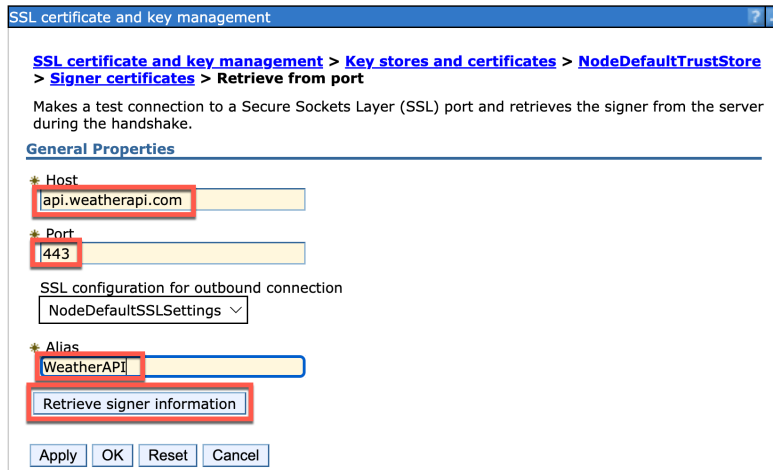 SSL certificate and key management ?
SSL certificate and key management > Key stores and certificates > NodeDefaultTrustStore
> Signer certificates > Retrieve from port
Makes a test connection to a Secure Sockets Layer (SSL) port and retrieves the signer from the server
during the handshake.
General Properties
* Host
api.weatherapi.com
* Port
443
SSL configuration for outbound connection
NodeDefaultSSLSettings
* Alias
WeatherAPI
Retrieve signer information
Apply OK Reset Cancel